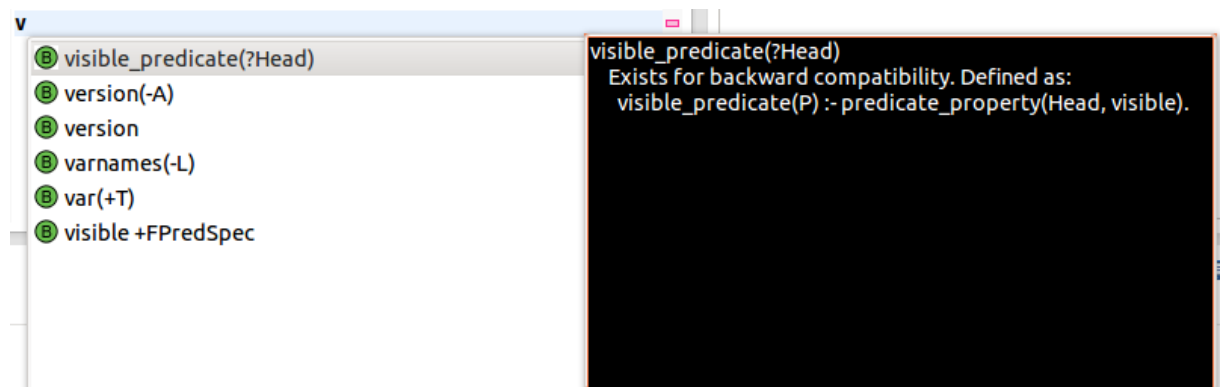 v
B visible_predicate(?Head)
B version(-A)
B version
B varnames(-L)
B var(+T)
B visible +FPredSpec
visible_predicate(?Head)
Exists for backward compatibility. Defined as:
visible_predicate(P) :- predicate_property(Head, visible).